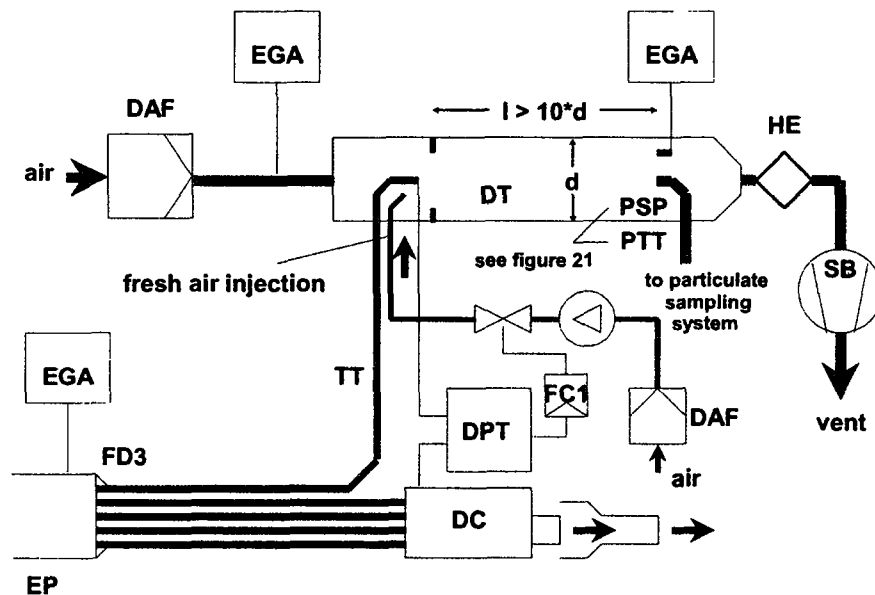 EGA
EGA
DAF
l > 10*d
HE
air
d
DT
PSP
PTT
see figure 21
fresh air injection
to particulate
sampling
system
SB
EGA
TT
FC1
DPT
DAF
vent
FD3
air
DC
EP